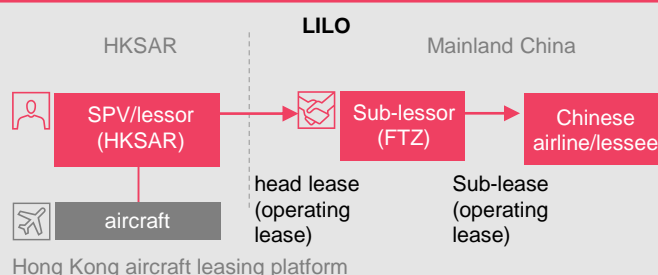 LILO
HKSAR
Mainland China
SPV/lessor
(HKSAR)
Sub-lessor
(FTZ)
Chinese
airline/lessee
head lease
(operating
lease)
Sub-lease
(operating
lease)
aircraft
Hong Kong aircraft leasing platform